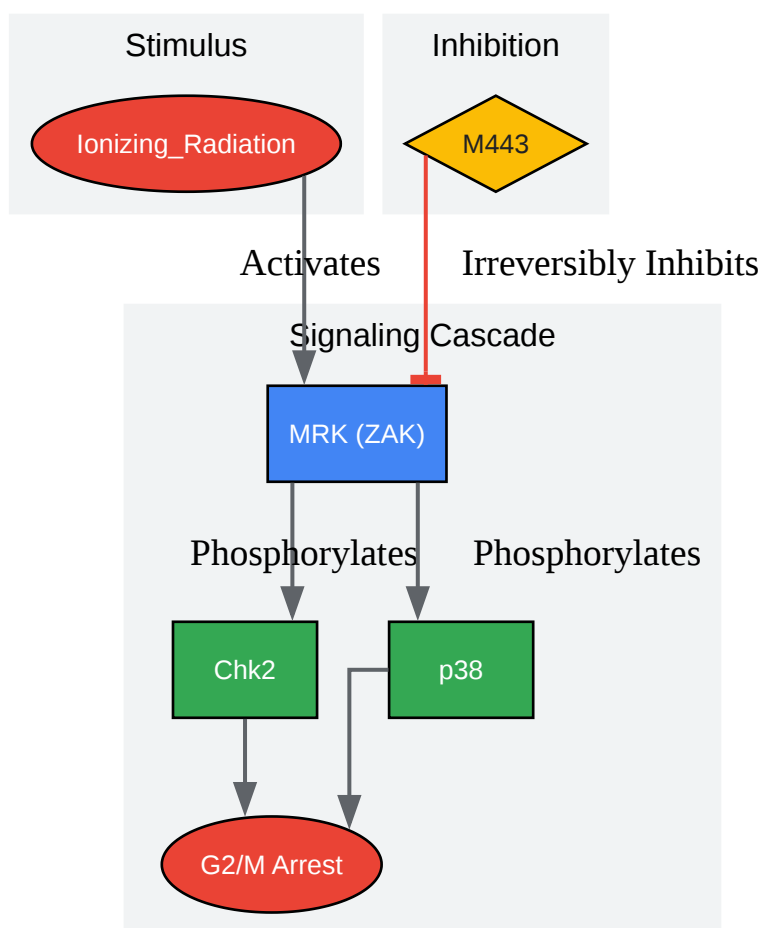 Stimulus
Inhibition
Ionizing_Radiation
M443
Activates
Irreversibly Inhibits
Signaling Cascade
MRK (ZAK)
Phosphorylates
Phosphorylates
Chk2
p38
G2/M Arrest